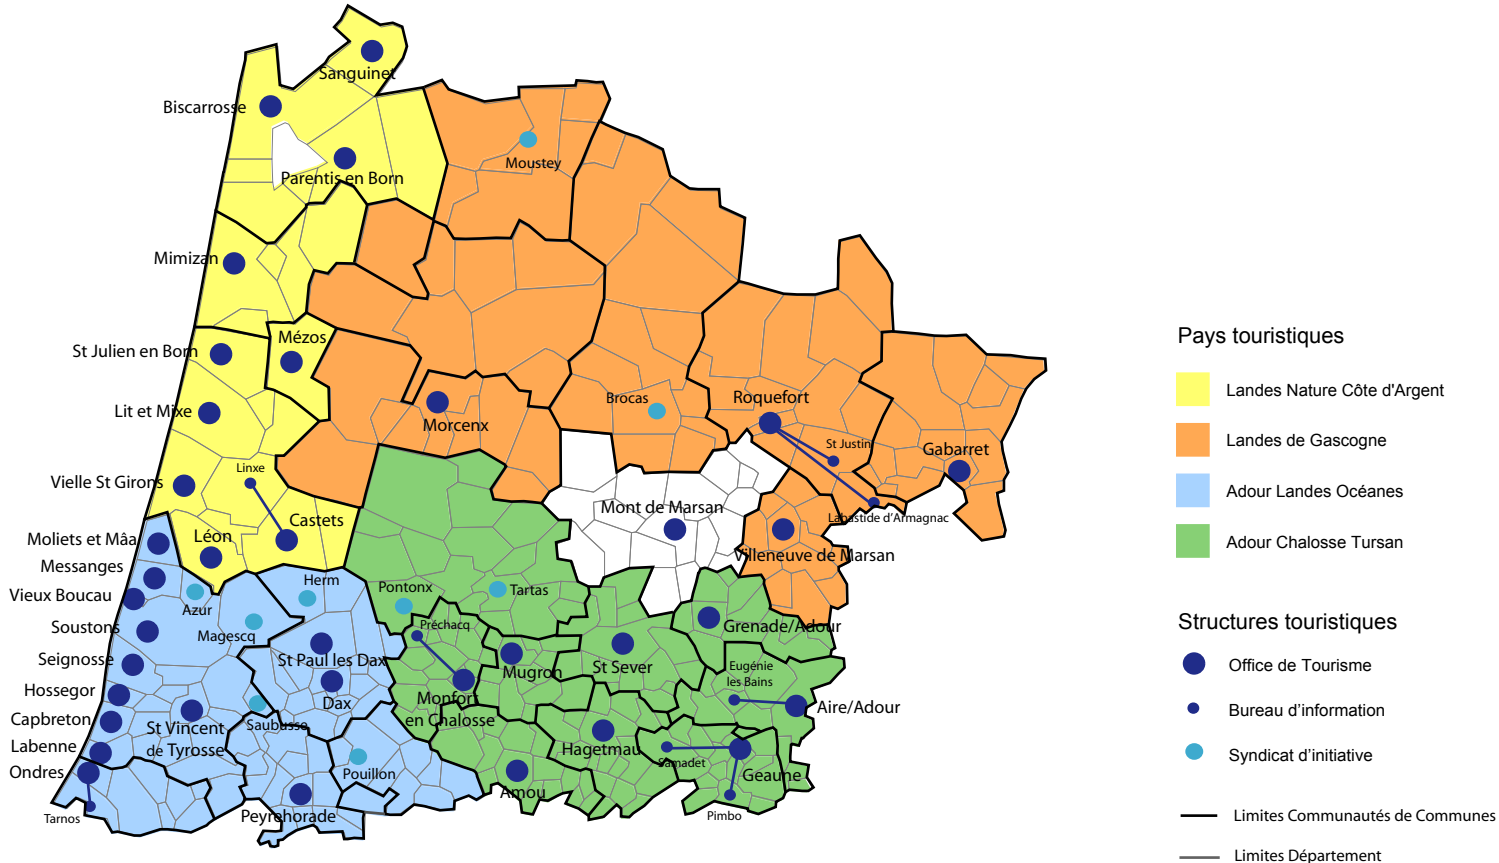 Sanguinet
Biscarrosse
Moustey
Parentis en Born
Mimizan
Mézos
St Julien en Born
Lit et Mixe
Brocas
Roquefort
Morcenx
St Justin
Gabarret
Linxe
Vielle St Girons
Mont de Marsan
Labastide d'Armagnac
Castets
Léon
Moliets et Mâa
Villeneuve de Marsan
Messanges
Herm
Pontonx
Tartas
Vieux Boucau
Azur
Préchacq
Soustons
Magescq
Grenade/Adour
Seignosse
St Paul les Dax
Mugron
St Sever
Eugénie
les Bains
Hossegor
Dax
Monfort
en Chalosse
Aire/Adour
Capbreton
St Vincent
de Tyrosse
Saubusse
Labenne
Hagetmau
Samadet
Ondres
Pouillon
Geaune
Amou
Tarnos
Peyrehorade
Pimbo
Pays touristiques
Landes Nature Côte d'Argent
Landes de Gascogne
Adour Landes Océanes
Adour Chalosse Tursan
Structures touristiques
Office de Tourisme
Bureau d'information
Syndicat d'initiative
Limites Communautés de Communes
Limites Département